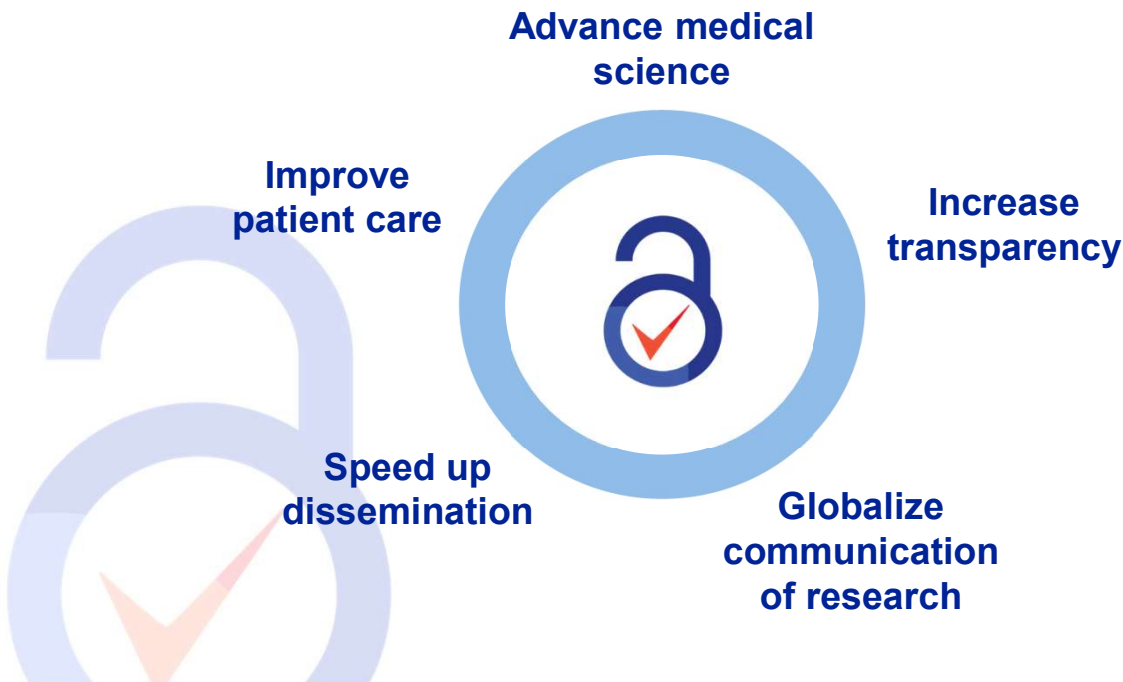 Advance medical
science
Increase
transparency
Globalize
communication
of research
Speed up
dissemination
Improve
patient care